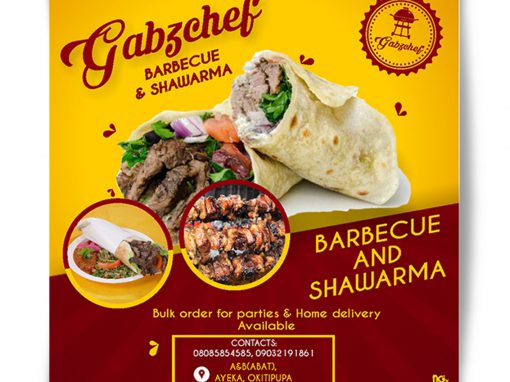 Gabzchef
BARBECUE
& SHAWARMA
Gabzchef
BARBECUE
AND
SHAWARMA
Bulk order for parties & Home delivery
Available
CONTACTS:
08085854585, 09032191861
A&B(ABAT),
AYEKA, OKITIPUPA